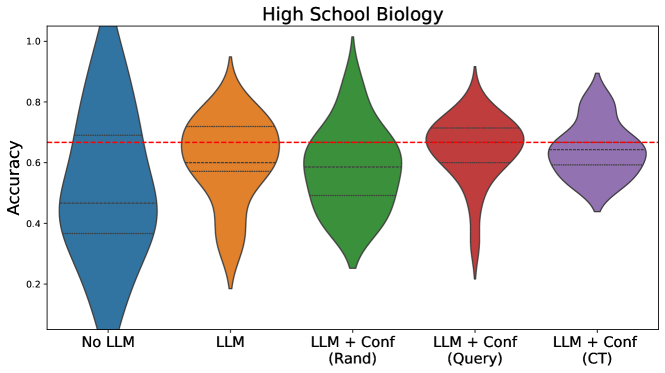 High School Biology
Accuracy
1.0
0.8
0.6
0.4
0.2
No LLM
LLM
LLM + Conf
(Rand)
LLM + Conf
(Query)
LLM + Conf
(CT)